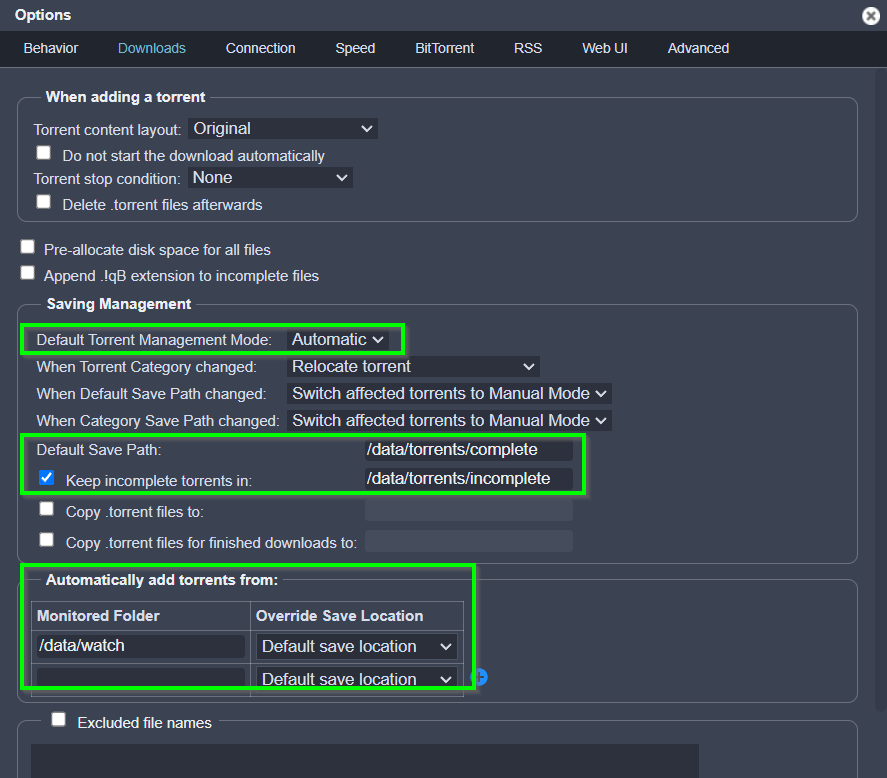 Options
Behavior Downloads Connection Speed BitTorrent RSS Web UI Advanced
When adding a torrent
Torrent content layout: Original
Do not start the download automatically
Torrent stop condition: None
Delete .torrent files afterwards
Pre-allocate disk space for all files
Append .!qB extension to incomplete files
Saving Management
Default Torrent Management Mode: Automatic
When Torrent Category changed: Relocate torrent
When Default Save Path changed: Switch affected torrents to Manual Mode
When Category Save Path changed: Switch affected torrents to Manual Mode
Default Save Path: /data/torrents/complete
Keep incomplete torrents in: /data/torrents/incomplete
Copy .torrent files to:
Copy .torrent files for finished downloads to:
Automatically add torrents from:
Monitored Folder Override Save Location
/data/watch Default save location
Default save location
Excluded file names